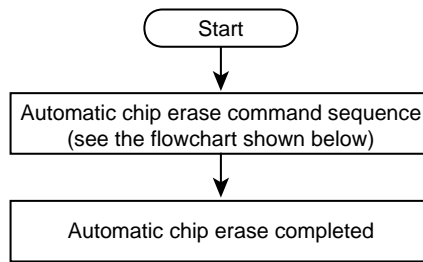 Start
Automatic chip erase command sequence
(see the flowchart shown below)
Automatic chip erase completed